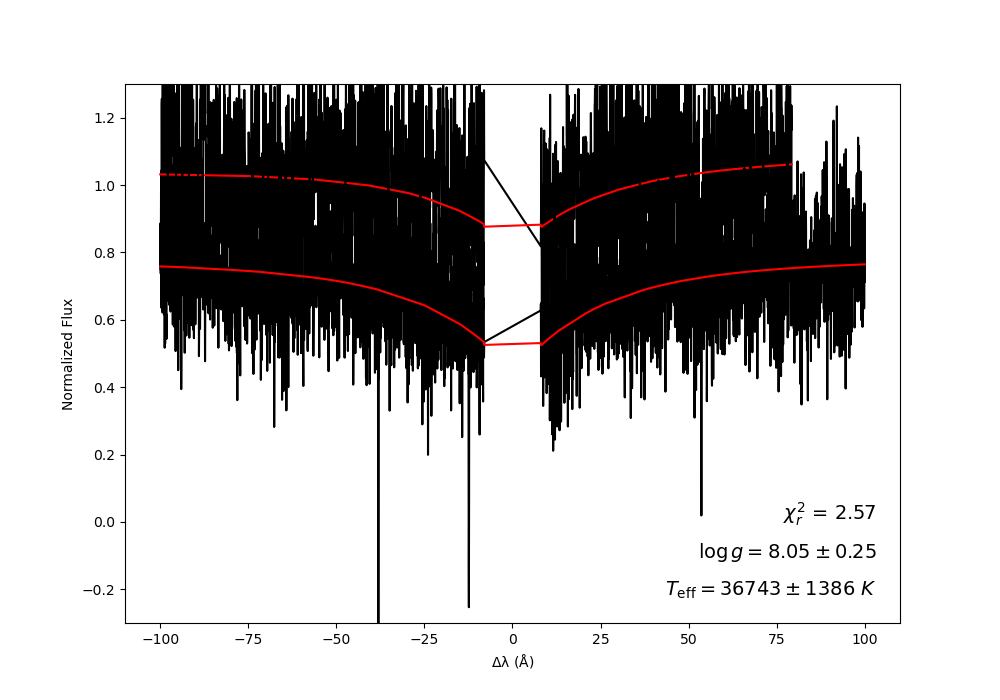 1.2
1.0
0.8
0.6
0.4
0.2
0.0
−0.2
Normalized Flux
−100 −75 −50 −25 0 25 50 75 100
Δλ (Å)
χ²ᵣ = 2.57
log g = 8.05 ± 0.25
T_eff = 36743 ± 1386 K